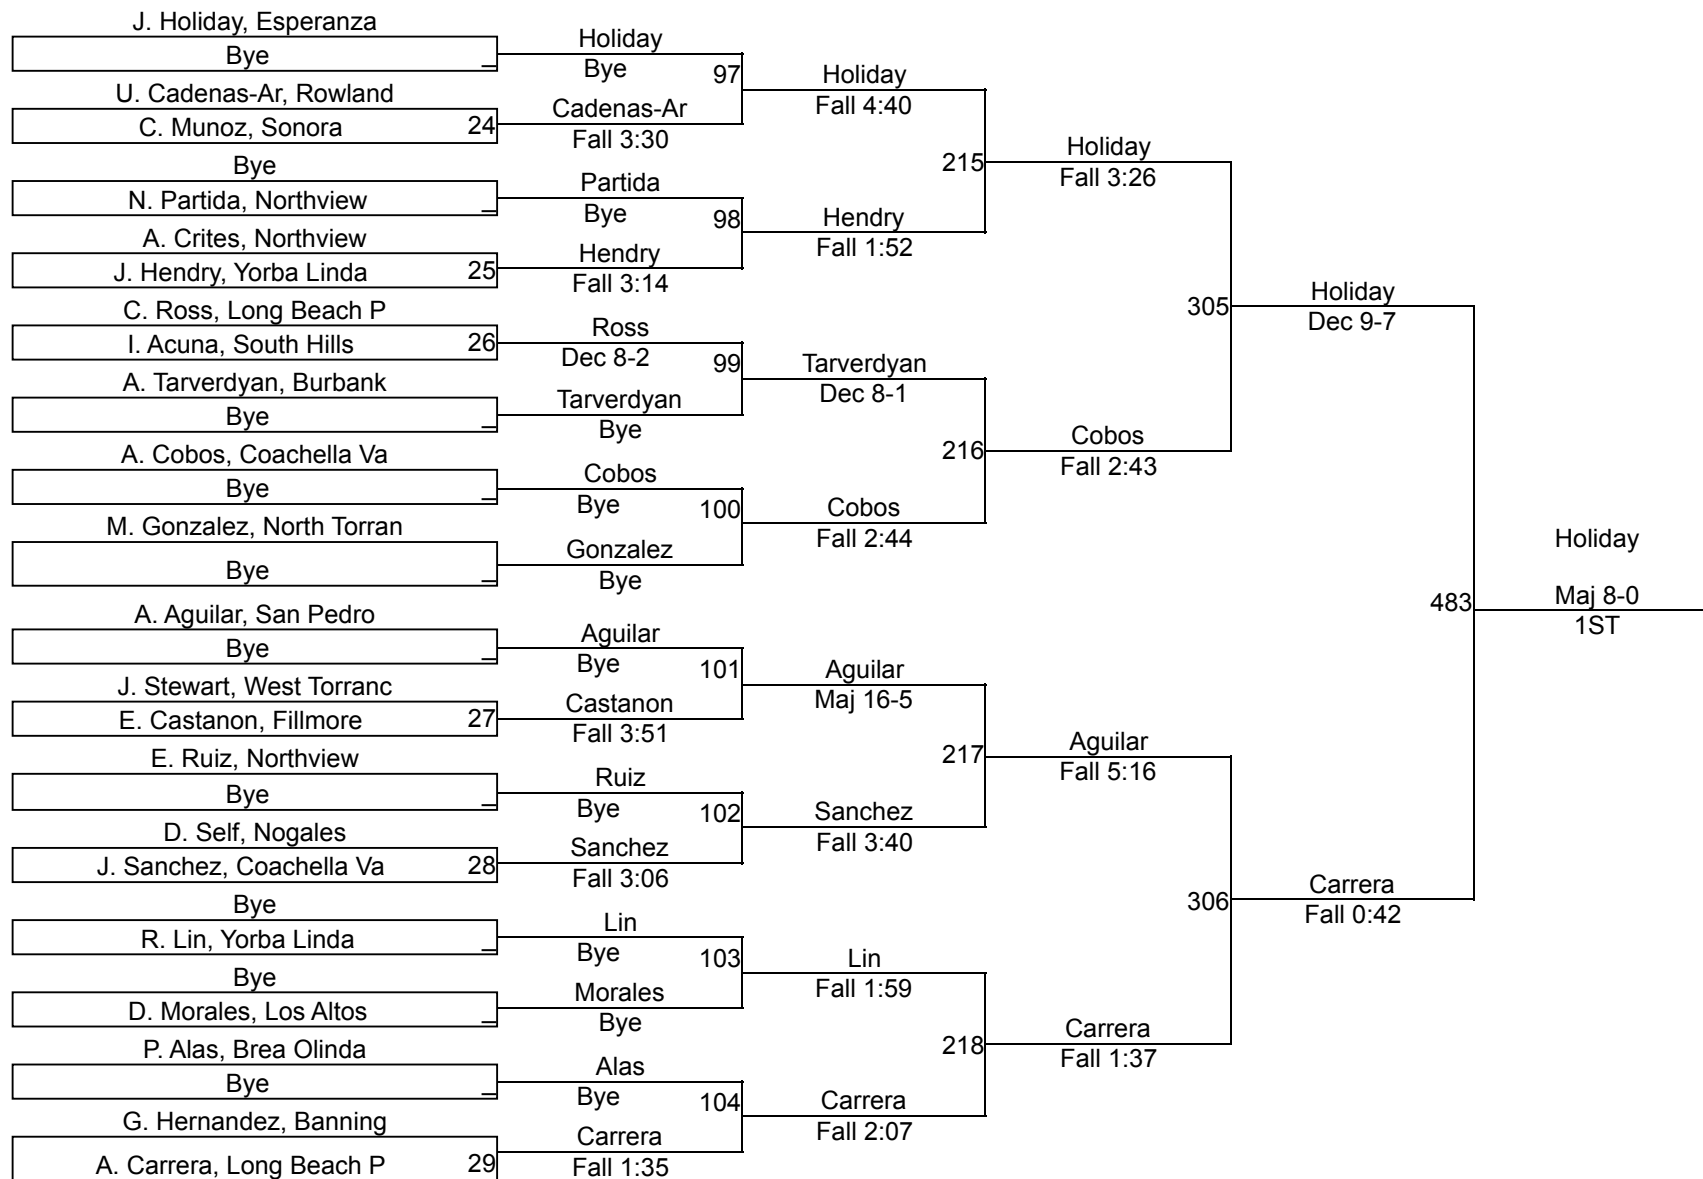 J. Holiday, Esperanza
Bye _
U. Cadenas-Ar, Rowland
C. Munoz, Sonora 24
Bye
N. Partida, Northview _
A. Crites, Northview
J. Hendry, Yorba Linda 25
C. Ross, Long Beach P
I. Acuna, South Hills 26
A. Tarverdyan, Burbank
Bye _
A. Cobos, Coachella Va
Bye _
M. Gonzalez, North Torran
Bye _
A. Aguilar, San Pedro
Bye _
J. Stewart, West Torranc
E. Castanon, Fillmore 27
E. Ruiz, Northview
Bye _
D. Self, Nogales
J. Sanchez, Coachella Va 28
Bye
R. Lin, Yorba Linda _
Bye
D. Morales, Los Altos _
P. Alas, Brea Olinda
Bye _
G. Hernandez, Banning
A. Carrera, Long Beach P 29
Holiday
Bye 97
Cadenas-Ar
Fall 3:30
Partida
Bye 98
Hendry
Fall 3:14
Ross
Dec 8-2 99
Tarverdyan
Bye
Cobos
Bye 100
Gonzalez
Bye
Aguilar
Bye 101
Castanon
Fall 3:51
Ruiz
Bye 102
Sanchez
Fall 3:06
Lin
Bye 103
Morales
Bye
Alas
Bye 104
Carrera
Fall 1:35
Holiday
Fall 4:40
215
Hendry
Fall 1:52
Tarverdyan
Dec 8-1
216
Cobos
Fall 2:44
Aguilar
Maj 16-5
217
Sanchez
Fall 3:40
Lin
Fall 1:59
218
Carrera
Fall 2:07
Holiday
Fall 3:26
305
Cobos
Fall 2:43
Aguilar
Fall 5:16
306
Carrera
Fall 1:37
Holiday
Dec 9-7
483
Carrera
Fall 0:42
Holiday
Maj 8-0
1ST